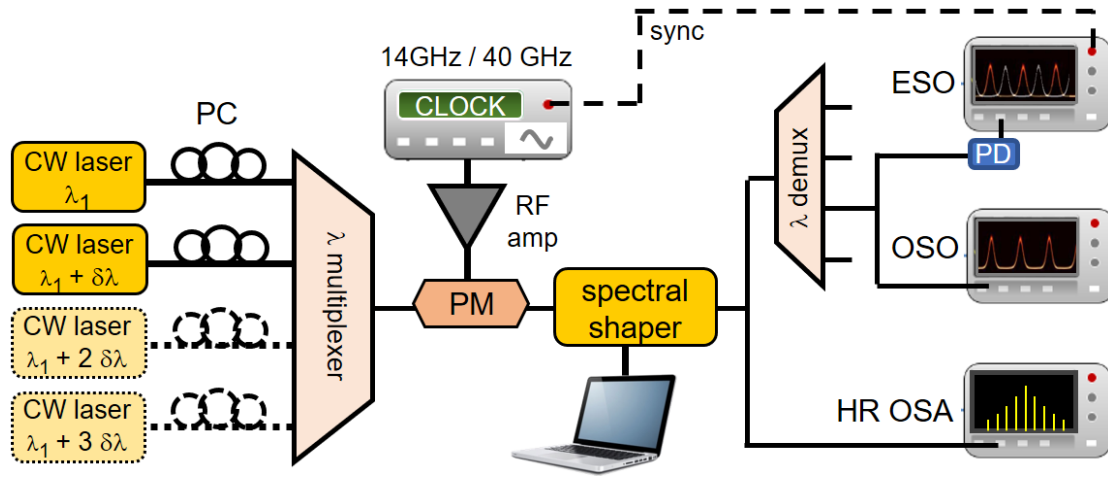 sync
14GHz / 40 GHz
CLOCK
ESO
PC
PD
CW laser
λ1
RF
amp
λ demux
CW laser
λ1 + δλ
λ multiplexer
OSO
PM
spectral
shaper
CW laser
λ1 + 2 δλ
CW laser
λ1 + 3 δλ
HR OSA